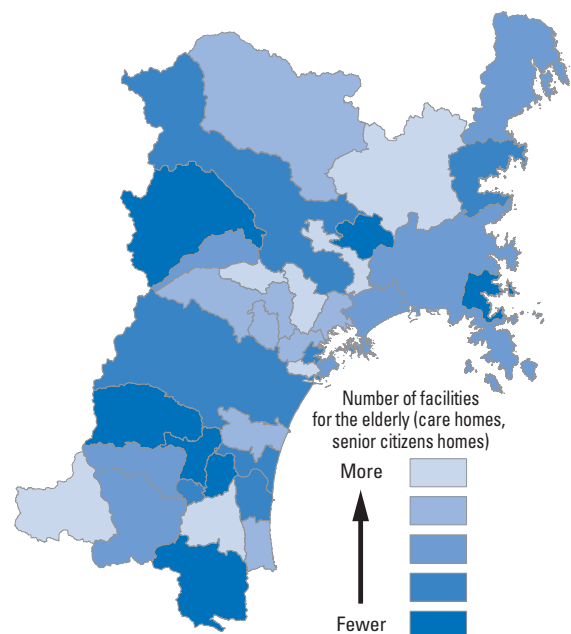 Number of facilities
for the elderly (care homes,
senior citizens homes)
More
Fewer